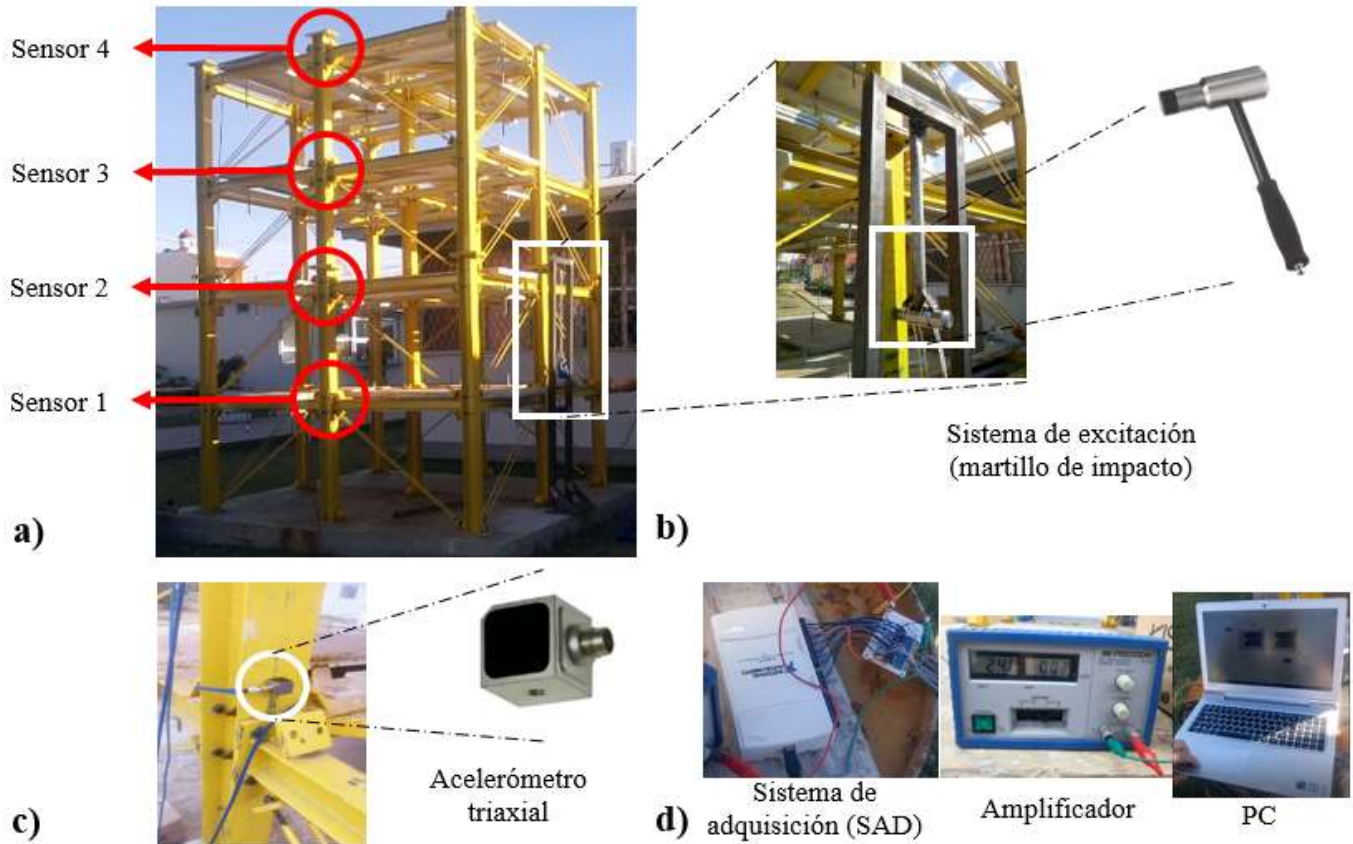 Sensor 4
Sensor 3
Sensor 2
Sensor 1
a)
Sistema de excitación
(martillo de impacto)
b)
c)
Acelerómetro
triaxial
d)
Sistema de
adquisición (SAD)
Amplificador
PC